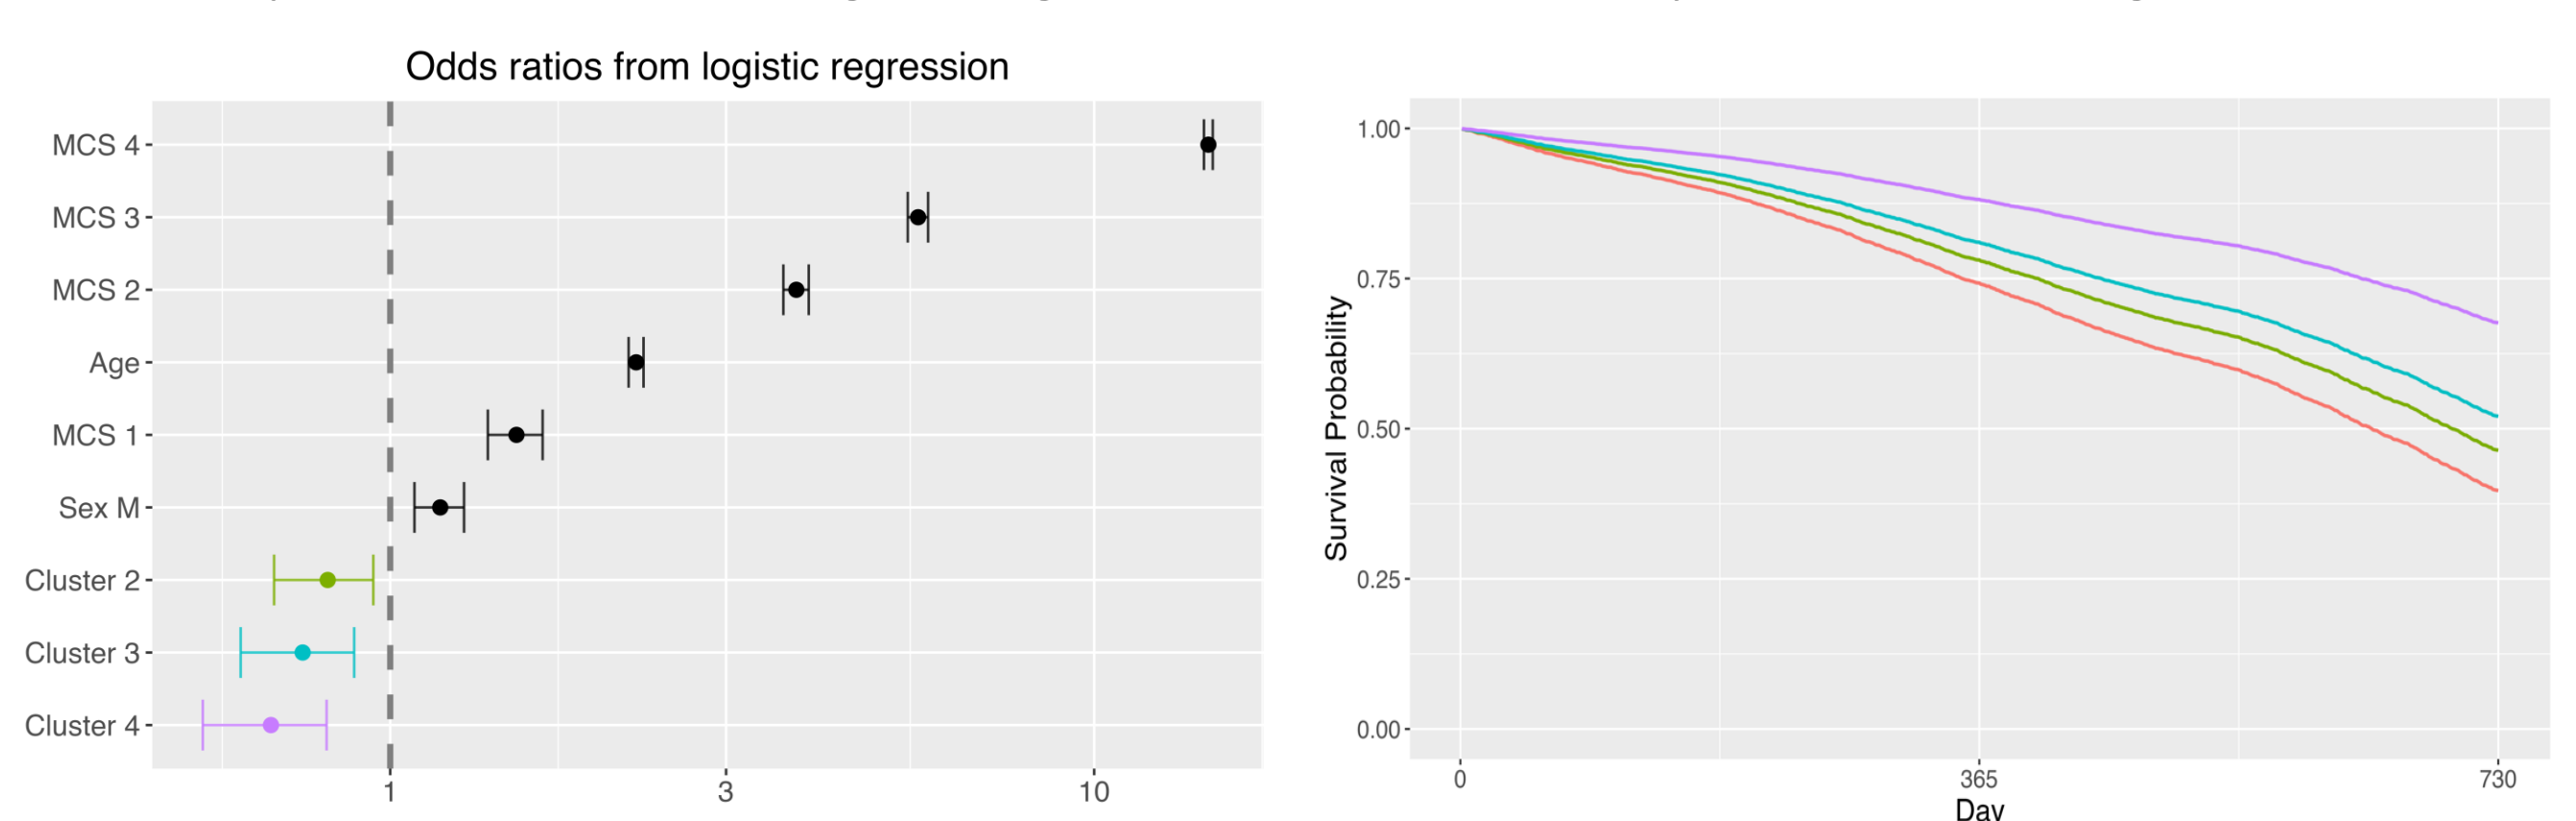 Odds ratios from logistic regression
MCS 4
MCS 3
MCS 2
Age
MCS 1
Sex M
Cluster 2
Cluster 3
Cluster 4
1 3 10
Survival Probability
1.00
0.75
0.50
0.25
0.00
0 365 730
Day